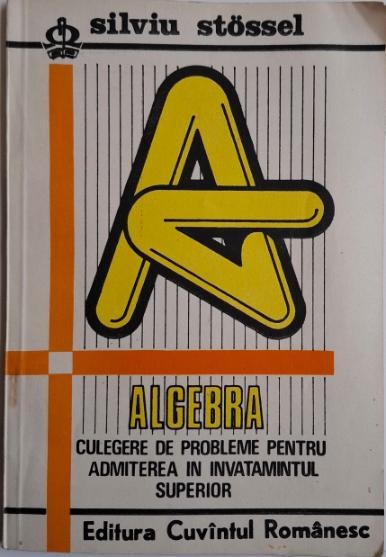 silviu stössel
ALGEBRA
CULEGERE DE PROBLEME PENTRU
ADMITEREA IN INVATAMINTUL
SUPERIOR
Editura Cuvîntul Românesc